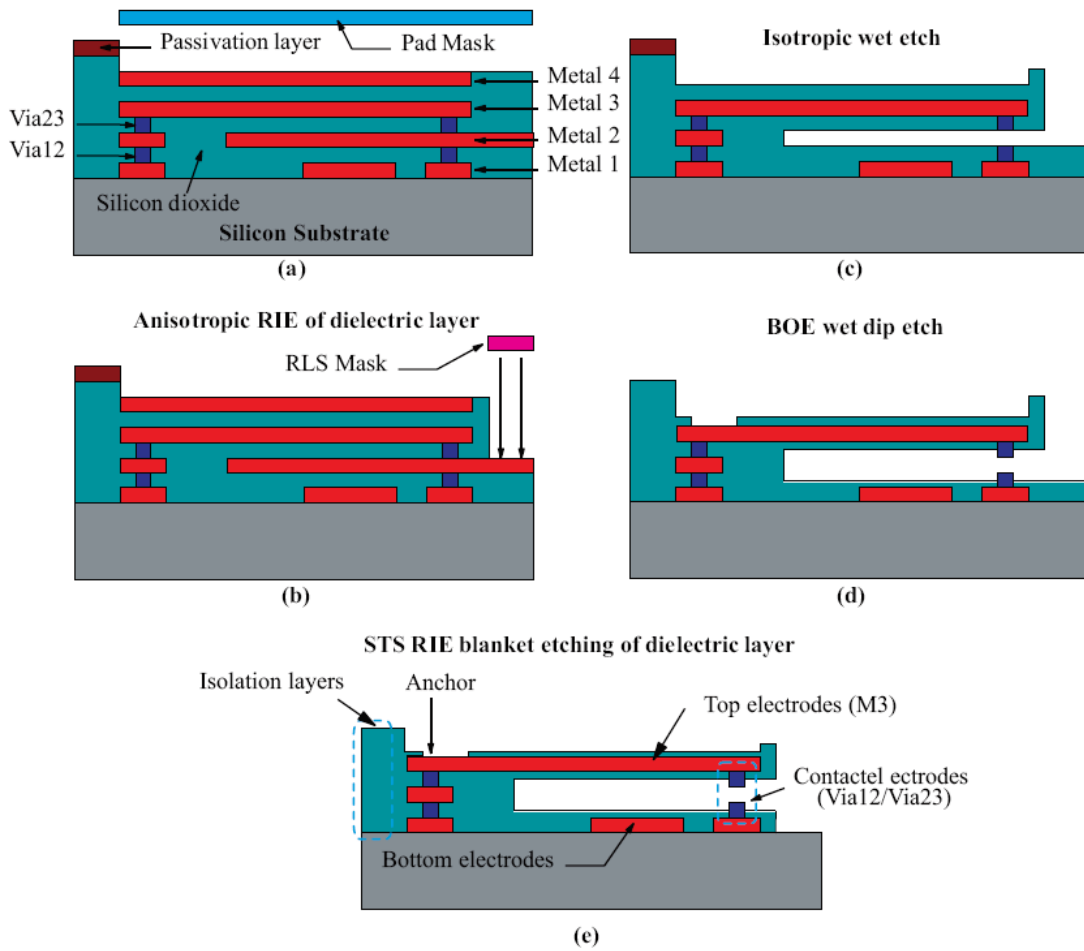 Passivation layer
Pad Mask
Metal 4
Metal 3
Via23
Metal 2
Via12
Metal 1
Silicon dioxide
Silicon Substrate
(a)
Isotropic wet etch
(c)
Anisotropic RIE of dielectric layer
RLS Mask
(b)
BOE wet dip etch
(d)
STS RIE blanket etching of dielectric layer
Isolation layers
Anchor
Top electrodes (M3)
Contactel ectrodes
(Via12/Via23)
Bottom electrodes
(e)